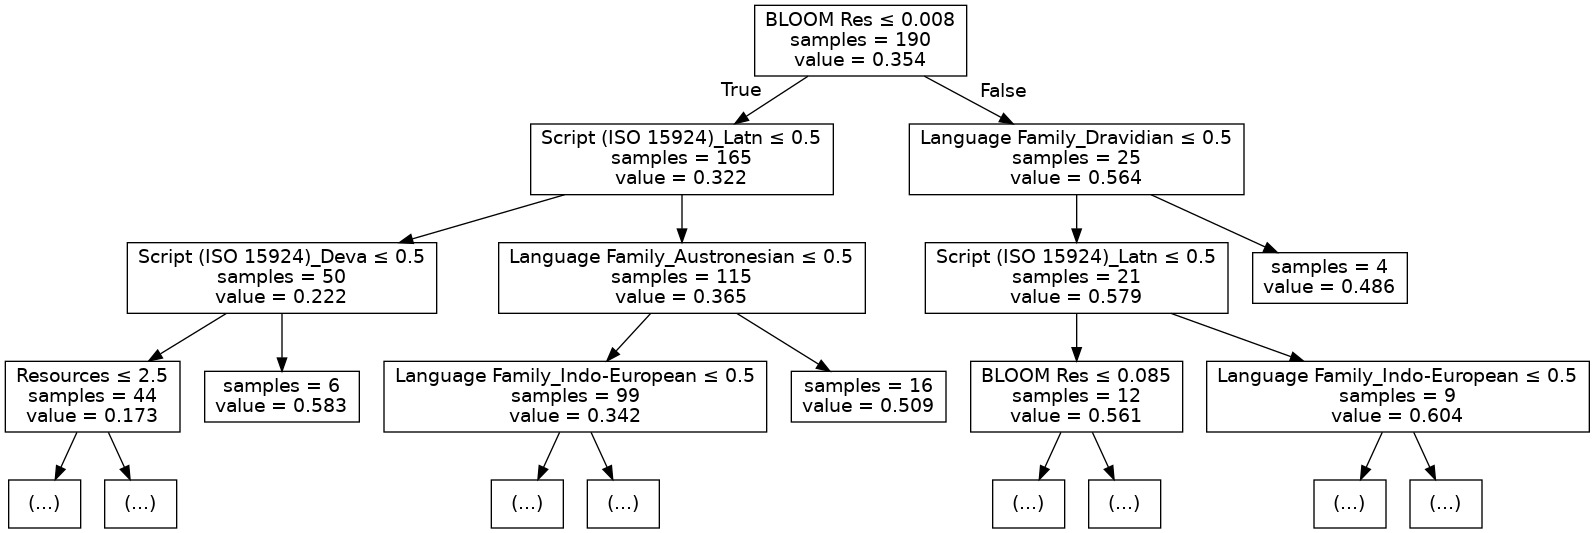 BLOOM Res ≤ 0.008
samples = 190
value = 0.354
True
False
Script (ISO 15924)_Latn ≤ 0.5
samples = 165
value = 0.322
Language Family_Dravidian ≤ 0.5
samples = 25
value = 0.564
Script (ISO 15924)_Deva ≤ 0.5
samples = 50
value = 0.222
Language Family_Austronesian ≤ 0.5
samples = 115
value = 0.365
Script (ISO 15924)_Latn ≤ 0.5
samples = 21
value = 0.579
samples = 4
value = 0.486
Resources ≤ 2.5
samples = 44
value = 0.173
samples = 6
value = 0.583
Language Family_Indo-European ≤ 0.5
samples = 99
value = 0.342
samples = 16
value = 0.509
BLOOM Res ≤ 0.085
samples = 12
value = 0.561
Language Family_Indo-European ≤ 0.5
samples = 9
value = 0.604
(...)
(...)
(...)
(...)
(...)
(...)
(...)
(...)